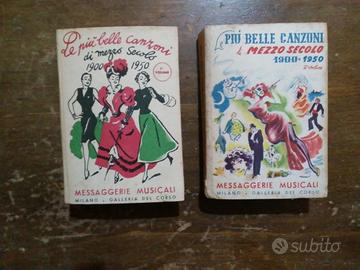 Le più belle Canzoni
di mezzo Secolo
1900 1950
VOLUME
MESSAGGERIE MUSICALI
MILANO - GALLERIA DEL CORSO
Le PIÙ BELLE CANZONI
di MEZZO SECOLO
1900-1950
MESSAGGERIE MUSICALI
MILANO - GALLERIA DEL CORSO
subito